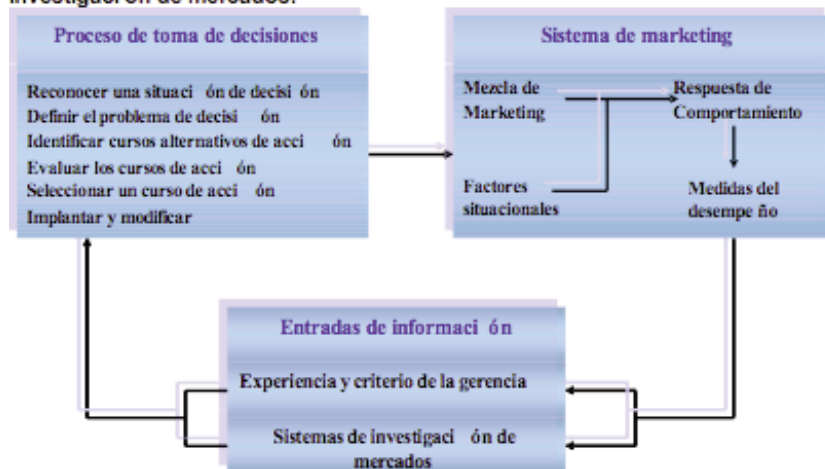 investigación de mercados.
Proceso de toma de decisiones
Reconocer una situaci ón de decisi ón
Definir el problema de decisi ón
Identificar cursos alternativos de acci ón
Evaluar los cursos de acci ón
Seleccionar un curso de acci ón
Implantar y modificar
Sistema de marketing
Mezcla de
Marketing
Respuesta de
Comportamiento
Factores
situacionales
Medidas del
desempe ño
Entradas de informaci ón
Experiencia y criterio de la gerencia
Sistemas de investigaci ón de
mercados